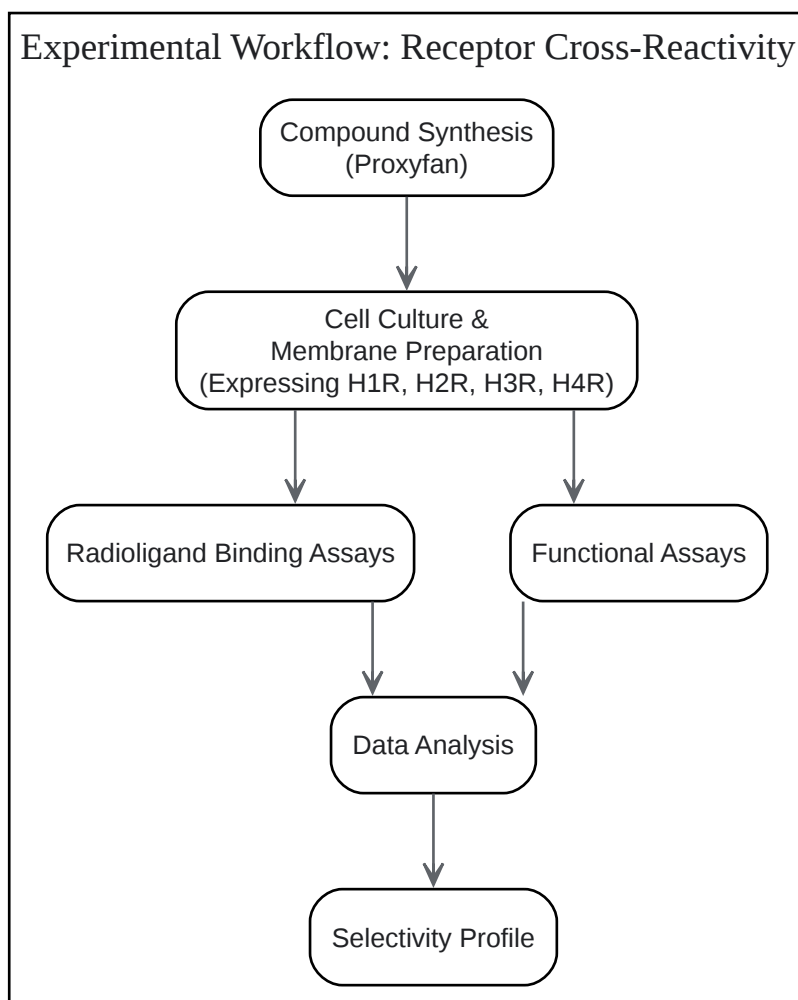 Experimental Workflow: Receptor Cross-Reactivity
Compound Synthesis
(Proxyfan)
Cell Culture &
Membrane Preparation
(Expressing H1R, H2R, H3R, H4R)
Radioligand Binding Assays
Functional Assays
Data Analysis
Selectivity Profile